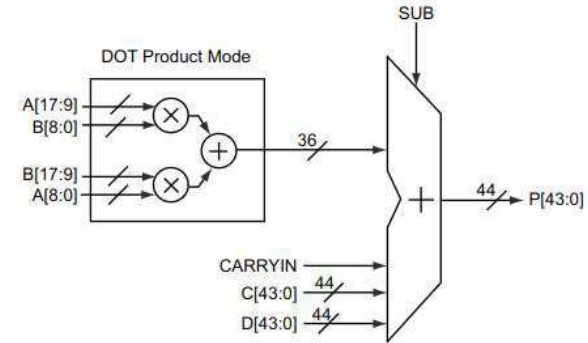 SUB
DOT Product Mode
A[17:9]
B[8:0]
B[17:9]
A[8:0]
36
44
P[43:0]
CARRYIN
C[43:0]
44
D[43:0]
44